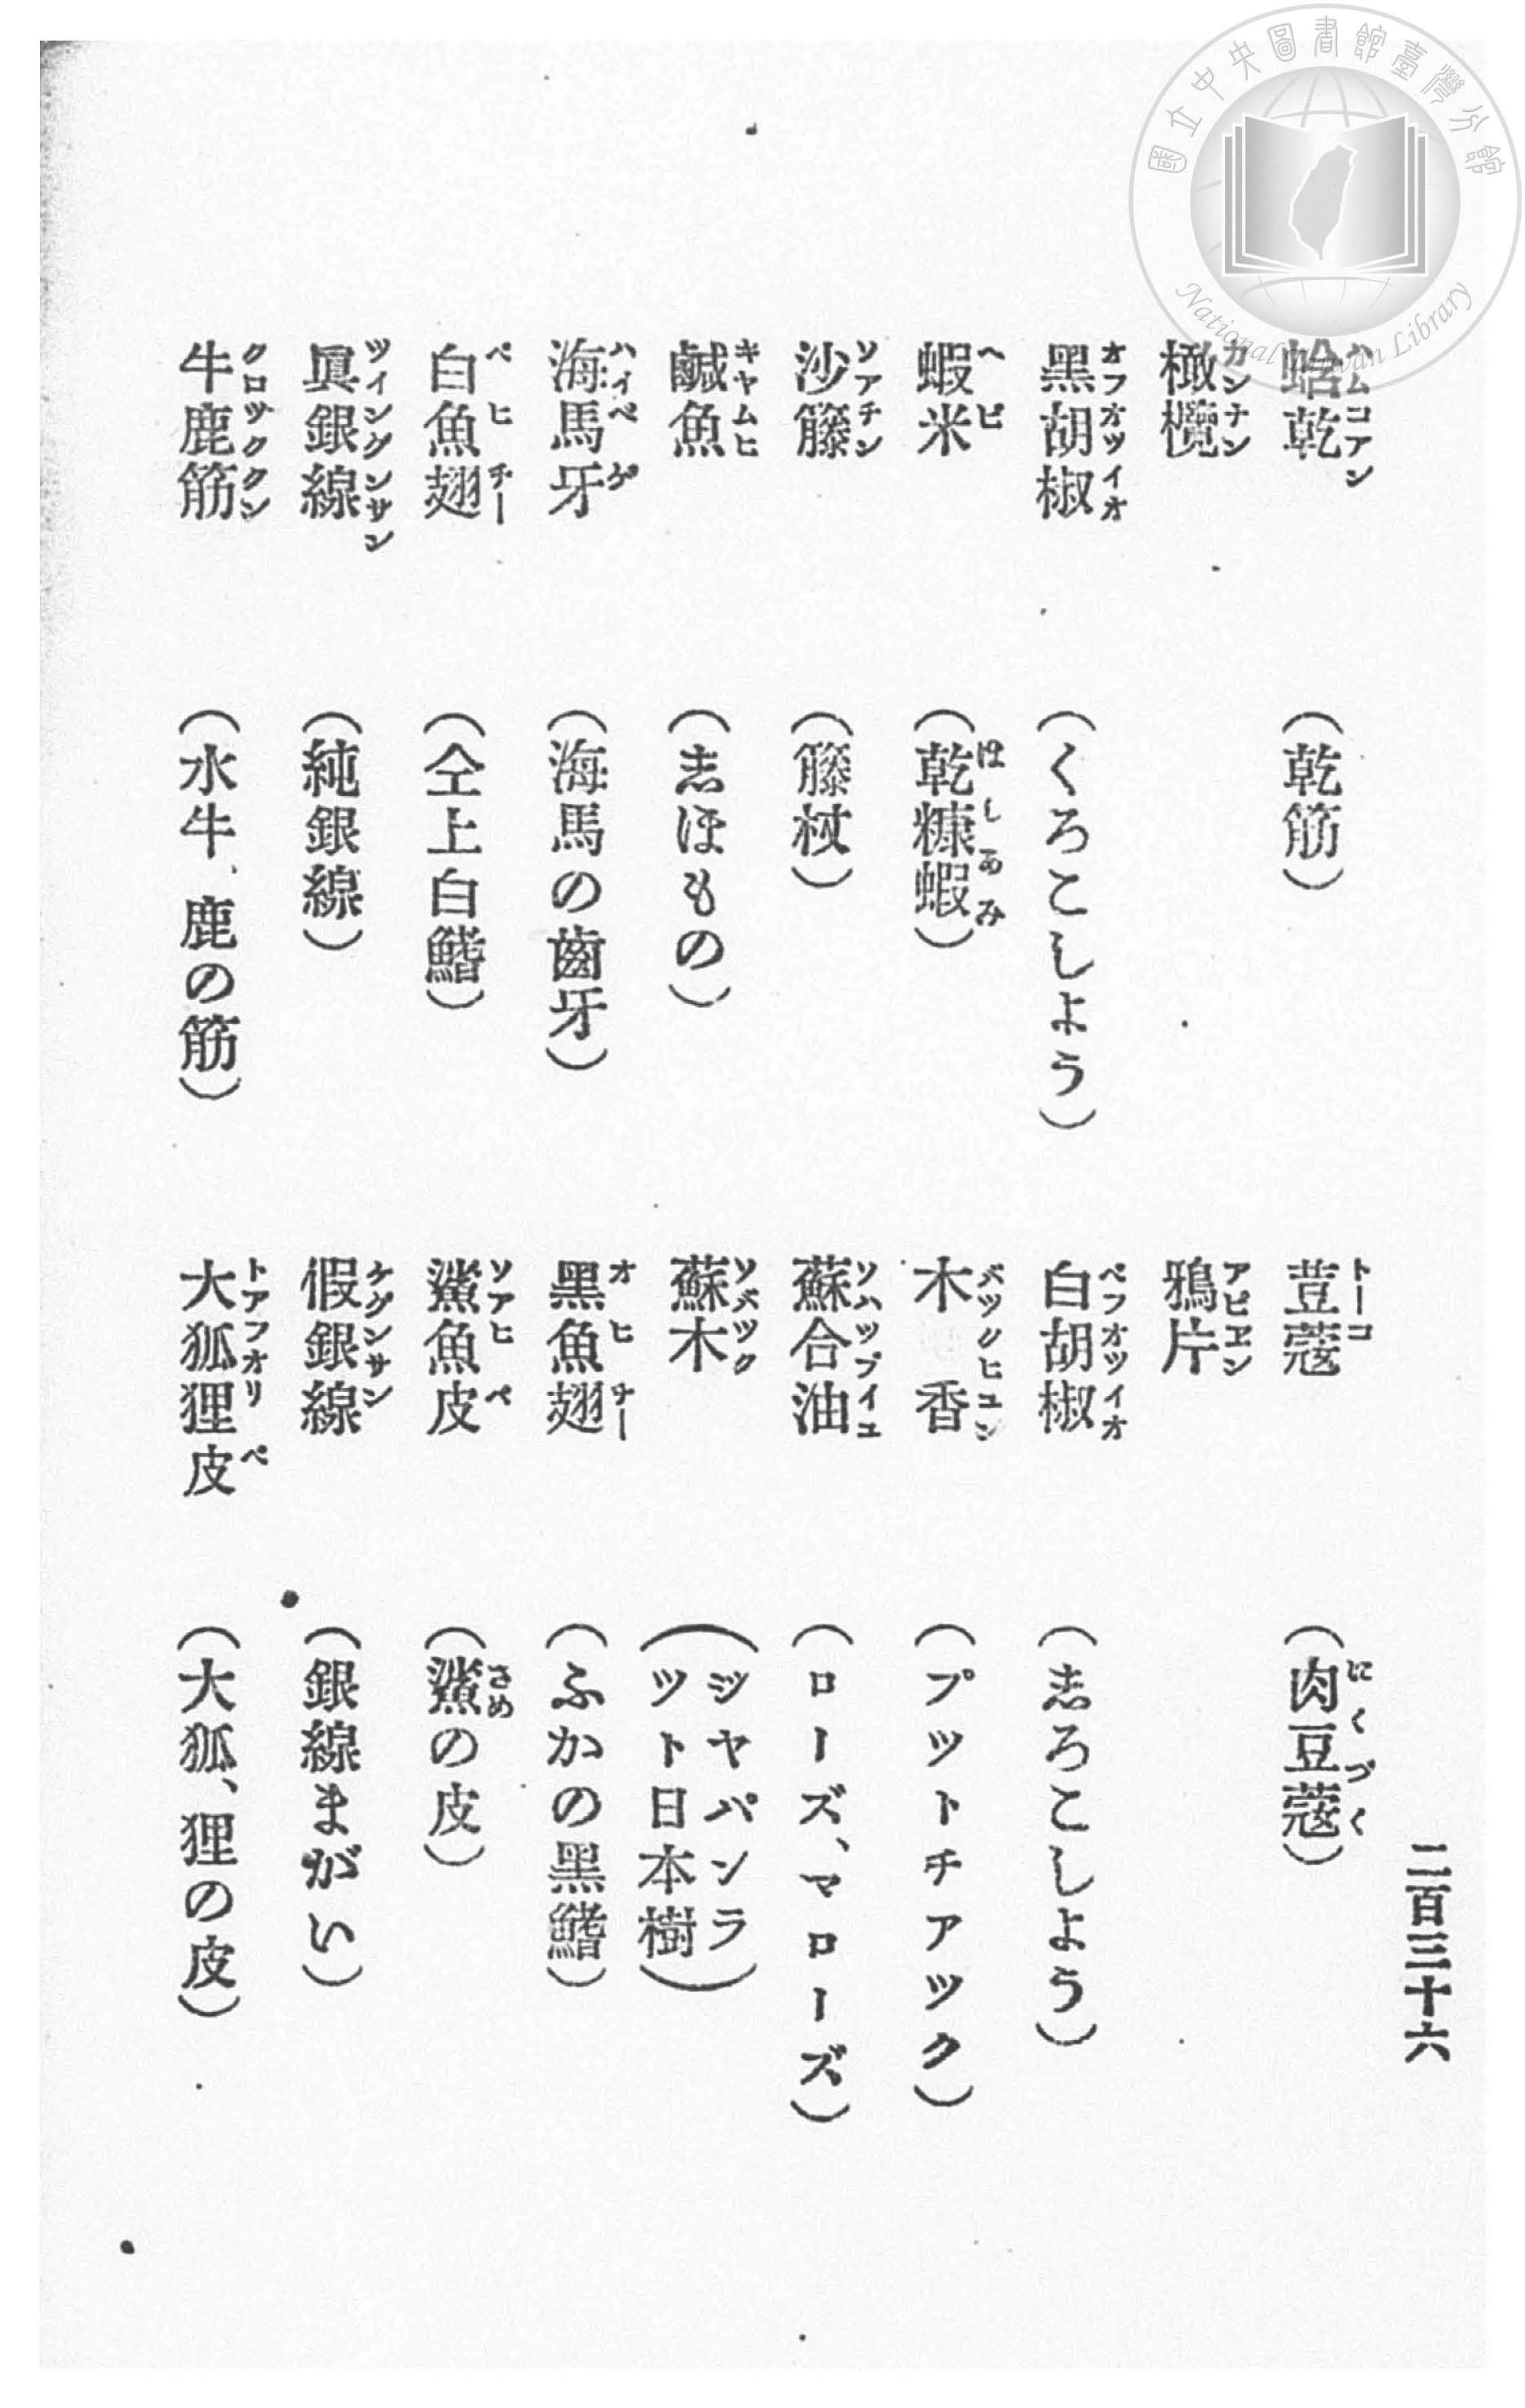 國立中央圖書館臺灣分館
National Taiwan Library
二百三十六
蛤乾 ハムコアン (乾筋)
荳蔻 トーコ (肉豆蔻) にくづく
橄欖 カンナン
鴉片 アピエン
黑胡椒 オフオツイオ (くろこしよう)
白胡椒 ペフオツイオ (志ろこしよう)
蝦米 ヘビ (乾糠蝦) ほしあみ
木香 バツクヒユン (プットチアック)
沙籐 ソアチン (籐杖)
蘇合油 ソハップイユ (ローズ、マローズ)
鹹魚 キヤムヒ (志ほもの)
蘇木 ソバツク (ジヤパンラツト日本樹)
海馬牙 ハイベゲ (海馬の齒牙)
黑魚翅 オヒチー (ふかの黑鰭)
白魚翅 ペヒチー (仝上白鰭)
鯊魚皮 ソアヒペ (鯊の皮) さめ
眞銀線 ツイングンサン (純銀線)
假銀線 ケグンサン (銀線まがい)
牛鹿筋 クロツククン (水牛、鹿の筋)
大狐狸皮 トアフオリペ (大狐、狸の皮)